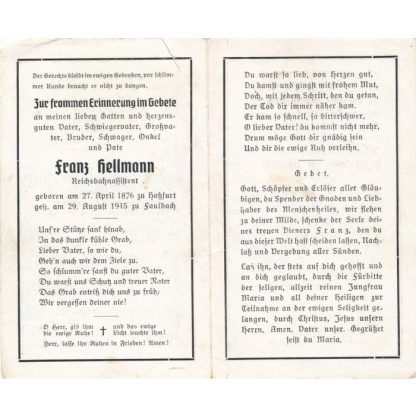 Der Gerechte bleibt im ewigen Gedenken, vor schlim-
mer Kunde braucht er nicht zu bangen.
Zur frommen Erinnerung im Gebete
an meinen lieben Gatten und herzens-
guten Vater, Schwiegervater, Großva-
ter, Bruder, Schwager, Onkel
und Pate
Franz Hellmann
Reichsbahnassistent
geboren am 27. April 1876 zu Haßfurt
gest. am 29. August 1945 zu Faulbach
Uns're Stütze sank hinab,
In das dunkle kühle Grab,
Lieber Vater, so wie du,
Geh'n auch wir dem Ziele zu.
So schlumm're sanft du guter Vater,
Du warst uns Schutz und treuer Rater
Das Grab entriß dich uns zu früh,
Wir vergessen deiner nie!
O Herr, gib ihm † und das ewige
die ewige Ruhe! Licht leuchte ihm!
Herr, lasse ihn Ruhen in Frieden! Amen!
Du warst so lieb, von Herzen gut,
Du kamst und gingst mit frohem Mut,
Doch, mit jedem Schritt, den du getan,
Der Tod dir immer näher kam.
Er kam so schnell, so bitterschwer,
O lieber Vater! du kommst nicht mehr,
Drum mög die Gott recht gnädig sein
Und dir die ewige Ruh verleihn.
Gebet.
Gott, Schöpfer und Erlöser aller Gläu-
bigen, du Spender der Gnaden und Lieb-
haber des Menschenheiles, wir stehen
zu deiner Milde, schenke der Seele dei-
nes treuen Dieners Franz, den du
aus dieser Welt hast scheiden lassen, Nach-
laß und Vergebung aller Sünden.
Laß ihn, der stets auf dich gehofft und
an dich geglaubt, durch die Fürbitte
der seligen, allzeit reinen Jungfrau
Maria und all deiner Heiligen zur
Teilnahme an der ewigen Seligkeit ge-
langen, durch Christus, Jesus unsern
Herrn, Amen. Vater unser. Gegrüßet
seist du Maria.